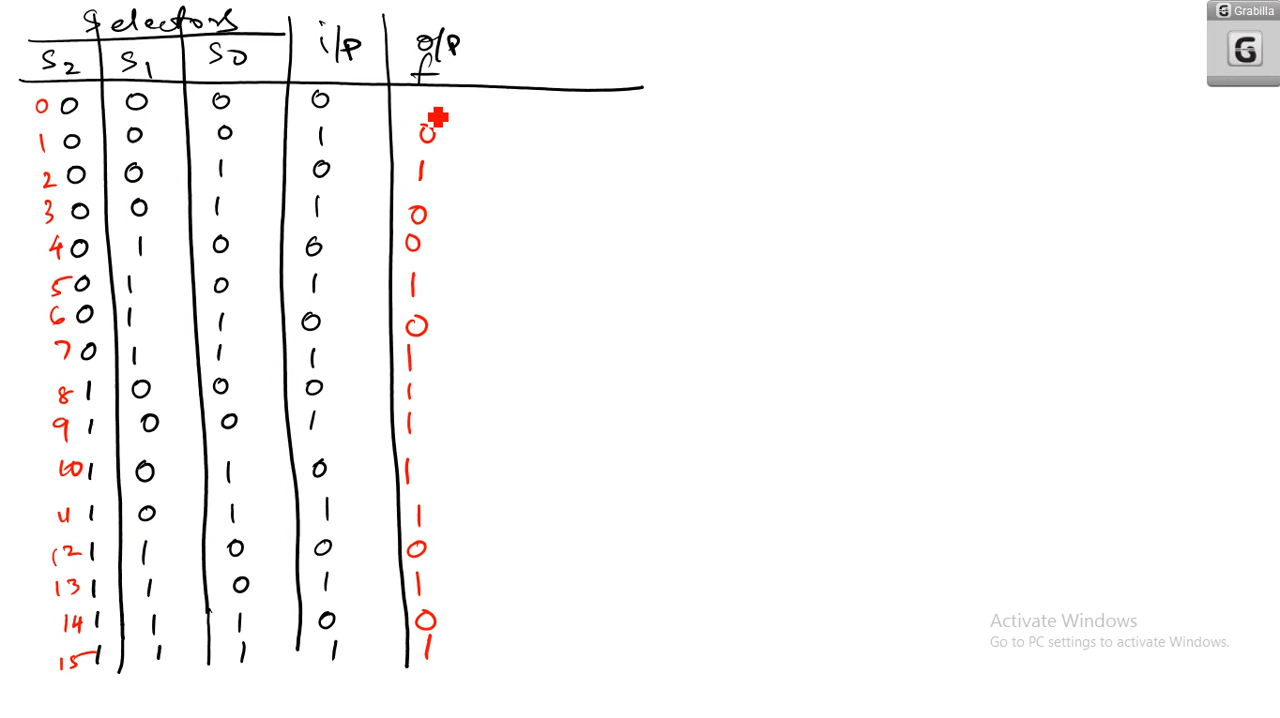 Selectors i/p o/p
S2 S1 S0 f
0 0 0 0 0
1 0 0 0 1 0
2 0 0 1 0 1
3 0 0 1 1 0
4 0 1 0 0 0
5 0 1 0 1 1
6 0 1 1 0 0
7 0 1 1 1 1
8 1 0 0 0 1
9 1 0 0 1 1
10 1 0 1 0 1
11 1 0 1 1 1
12 1 1 0 0 0
13 1 1 0 1 1
14 1 1 1 0 0
15 1 1 1 1 1
Grabilla
G
Activate Windows
Go to PC settings to activate Windows.